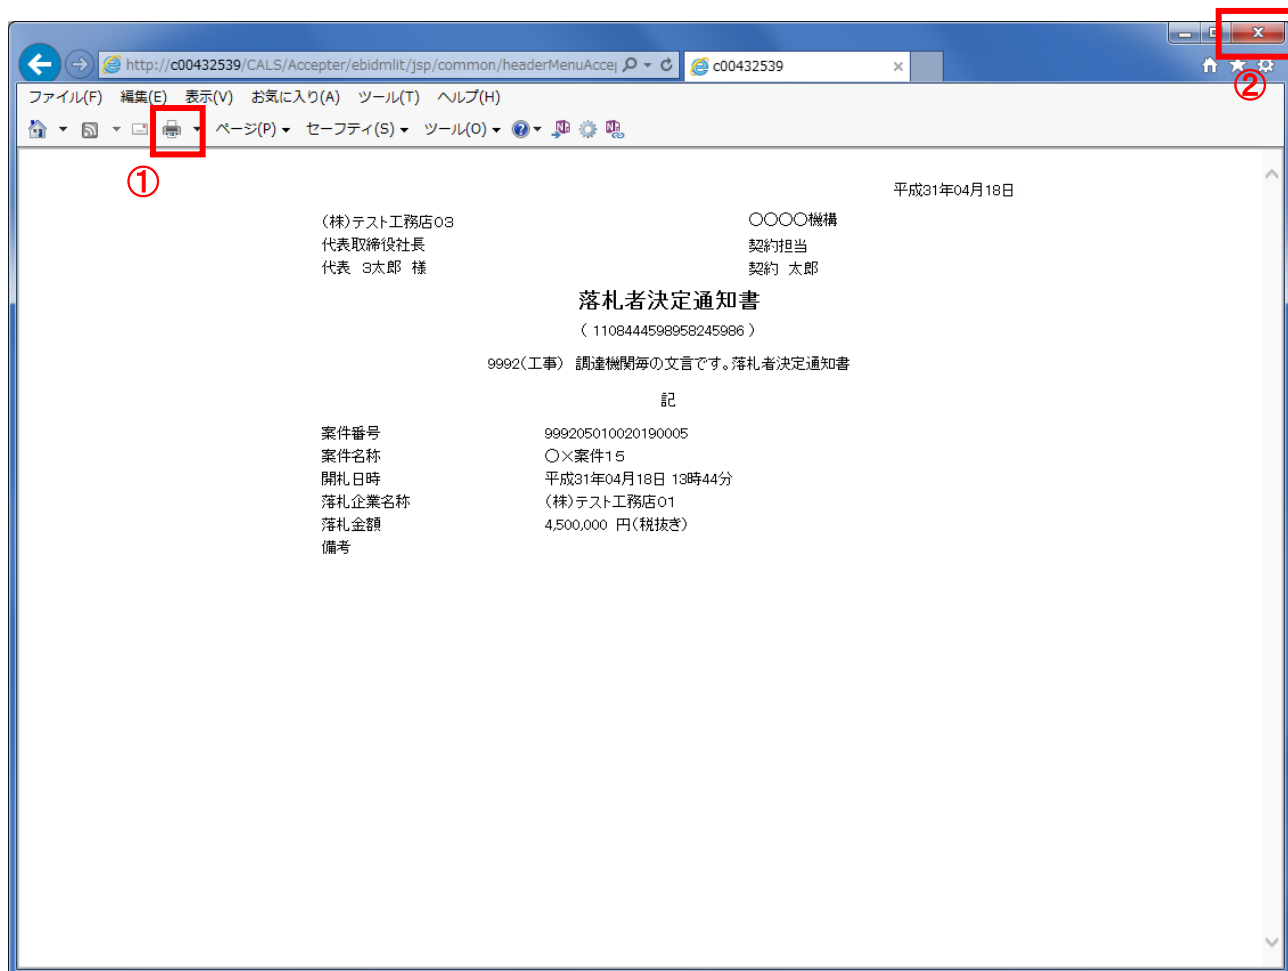 http://c00432539/CALS/Accepter/ebidmlit/jsp/common/headerMenuAcce
c00432539
②
ファイル(F) 編集(E) 表示(V) お気に入り(A) ツール(T) ヘルプ(H)
ページ(P) セーフティ(S) ツール(O)
①
平成31年04月18日
(株)テスト工務店03 〇〇〇〇機構
代表取締役社長 契約担当
代表 3太郎 様 契約 太郎
落札者決定通知書
( 1108444598958245986 )
9992(工事) 調達機関毎の文言です。落札者決定通知書
記
案件番号 999205010020190005
案件名称 〇×案件15
開札日時 平成31年04月18日 13時44分
落札企業名称 (株)テスト工務店01
落札金額 4,500,000 円(税抜き)
備考